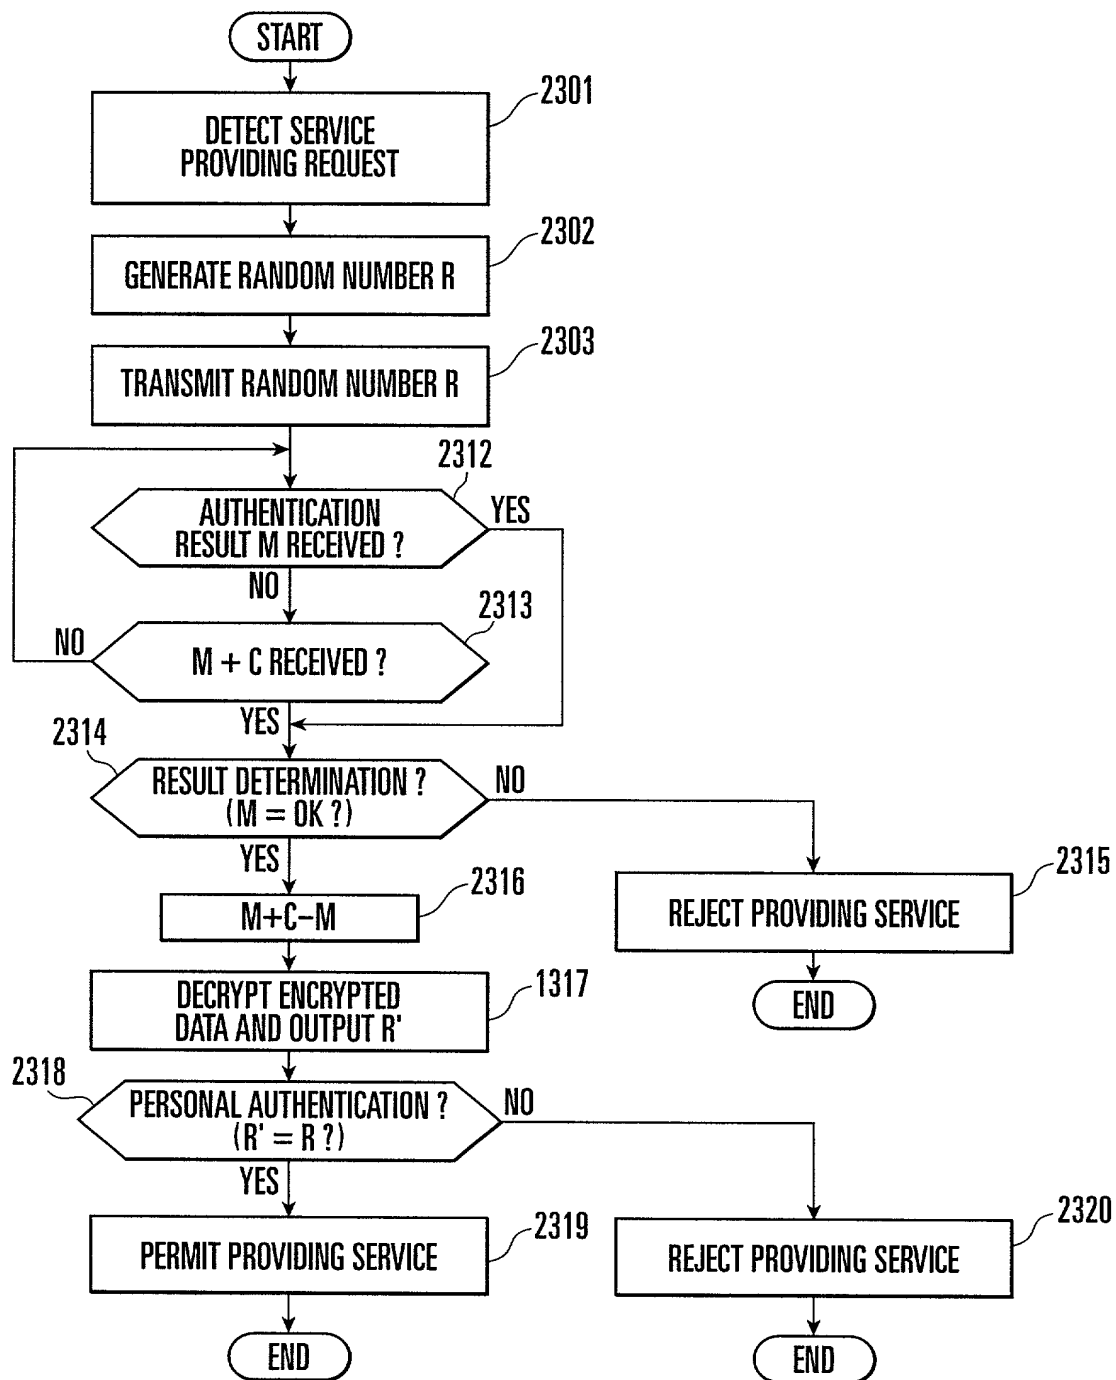 START
2301
DETECT SERVICE
PROVIDING REQUEST
2302
GENERATE RANDOM NUMBER R
2303
TRANSMIT RANDOM NUMBER R
2312
AUTHENTICATION
RESULT M RECEIVED ?
YES
NO
2313
M + C RECEIVED ?
NO
YES
2314
RESULT DETERMINATION ?
(M = OK ?)
NO
YES
2315
REJECT PROVIDING SERVICE
END
2316
M+C-M
1317
DECRYPT ENCRYPTED
DATA AND OUTPUT R'
2318
PERSONAL AUTHENTICATION ?
(R' = R ?)
NO
YES
2319
PERMIT PROVIDING SERVICE
END
2320
REJECT PROVIDING SERVICE
END